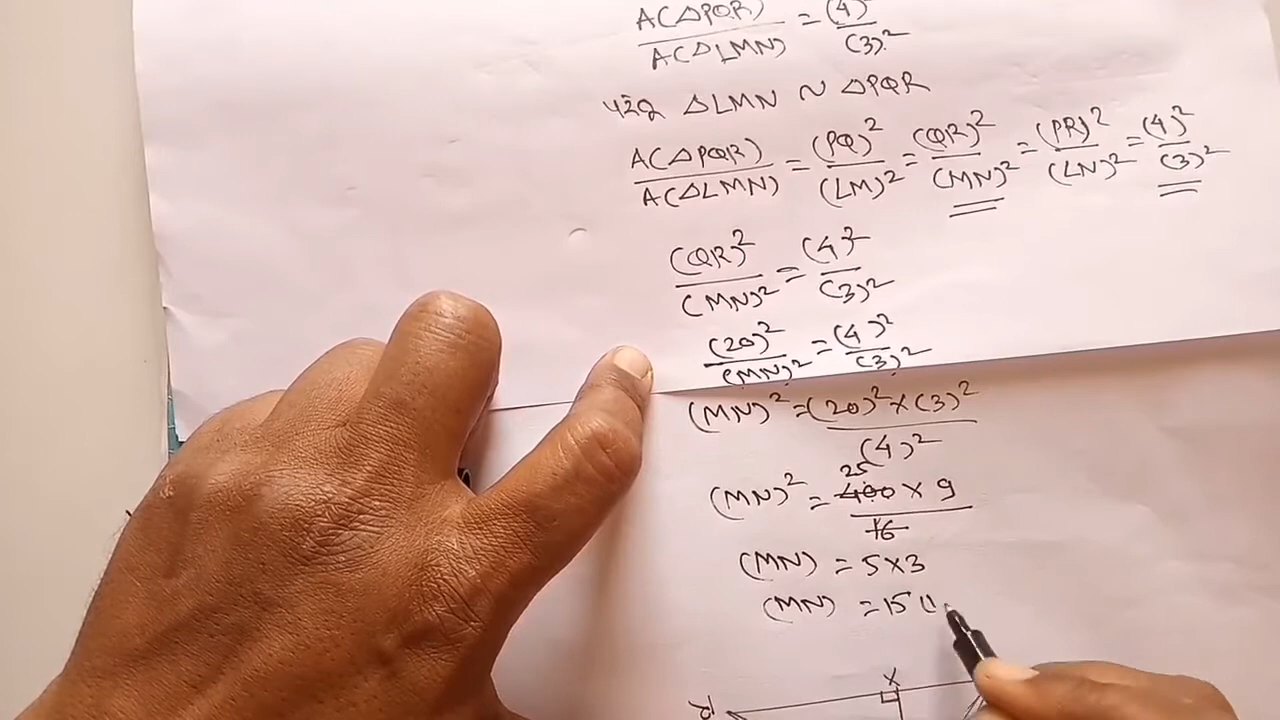 A(△PQR)/A(△LMN) = (4)²/(3)²
△LMN ~ △PQR
A(△PQR)/A(△LMN) = (PQ)²/(LM)² = (QR)²/(MN)² = (PR)²/(LN)² = (4)²/(3)²
(QR)²/(MN)² = (4)²/(3)²
(20)²/(MN)² = (4)²/(3)²
(MN)² = (20)² × (3)²/(4)²
25
(MN)² = 400 × 9/16
(MN) = 5 × 3
(MN) = 15
X